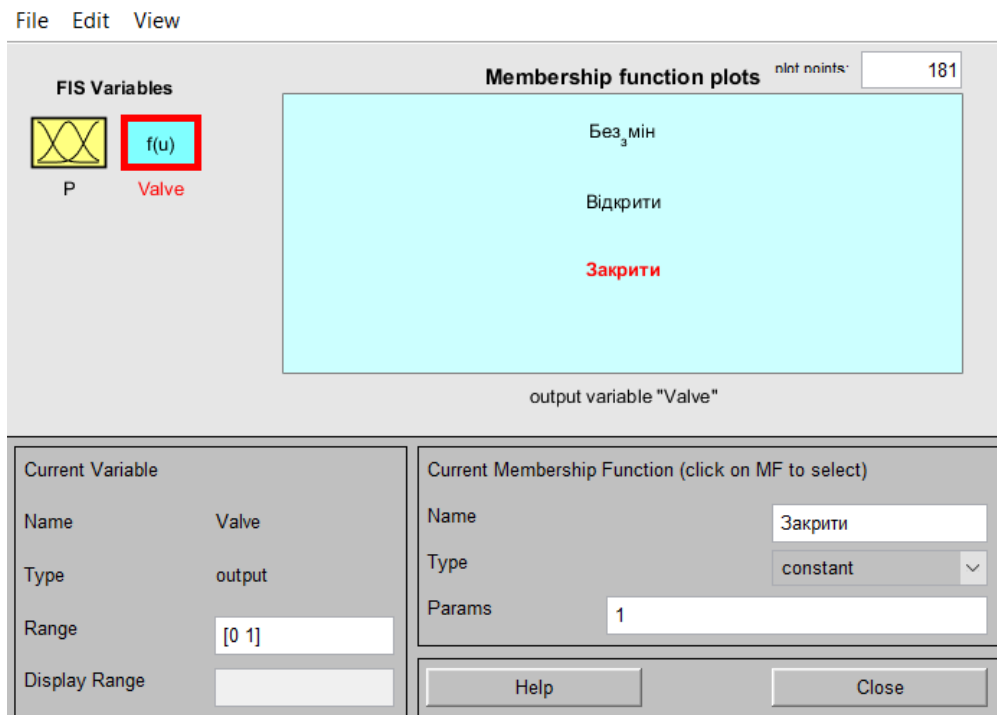 File Edit View
FIS Variables
f(u)
P Valve
Membership function plots plot points: 181
Без_змін
Відкрити
Закрити
output variable "Valve"
Current Variable
Name Valve
Type output
Range [0 1]
Display Range
Current Membership Function (click on MF to select)
Name Закрити
Type constant
Params 1
Help Close